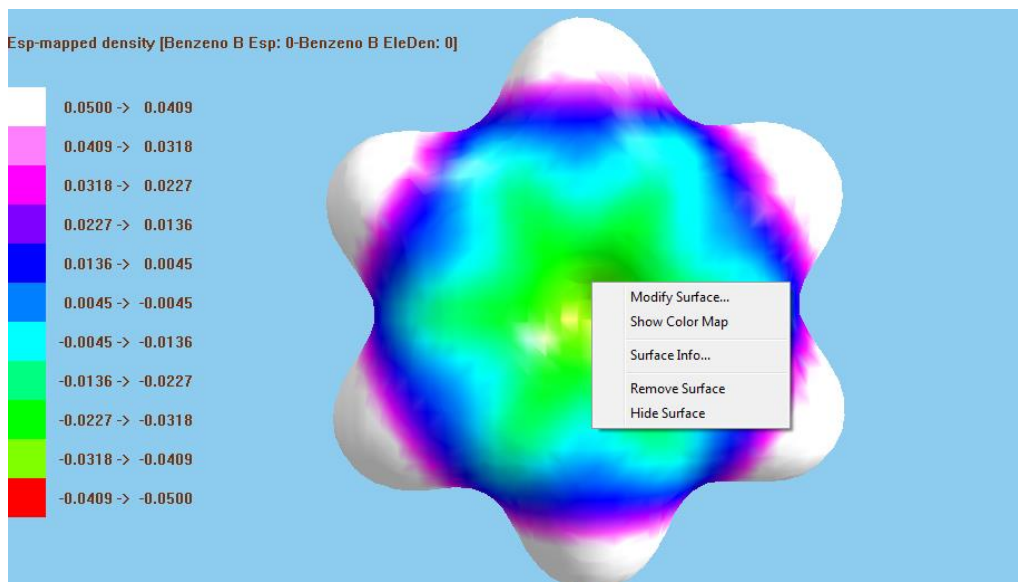 Esp-mapped density [Benzeno B Esp: 0-Benzeno B EleDen: 0]
0.0500 -> 0.0409
0.0409 -> 0.0318
0.0318 -> 0.0227
0.0227 -> 0.0136
0.0136 -> 0.0045
0.0045 -> -0.0045
-0.0045 -> -0.0136
-0.0136 -> -0.0227
-0.0227 -> -0.0318
-0.0318 -> -0.0409
-0.0409 -> -0.0500
Modify Surface...
Show Color Map
Surface Info...
Remove Surface
Hide Surface